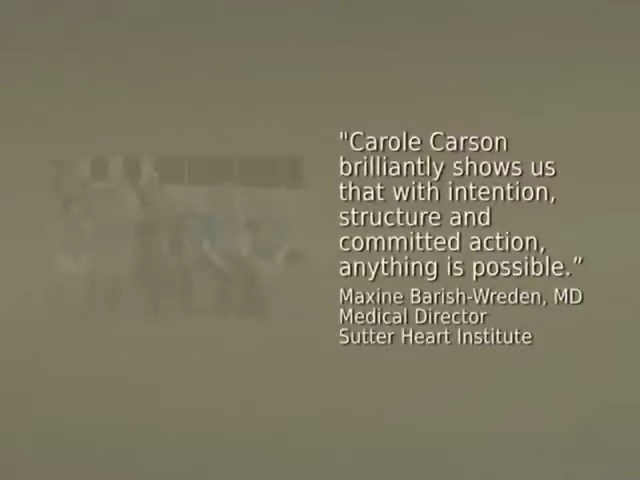 "Carole Carson
brilliantly shows us
that with intention,
structure and
committed action,
anything is possible.”
Maxine Barish-Wreden, MD
Medical Director
Sutter Heart Institute